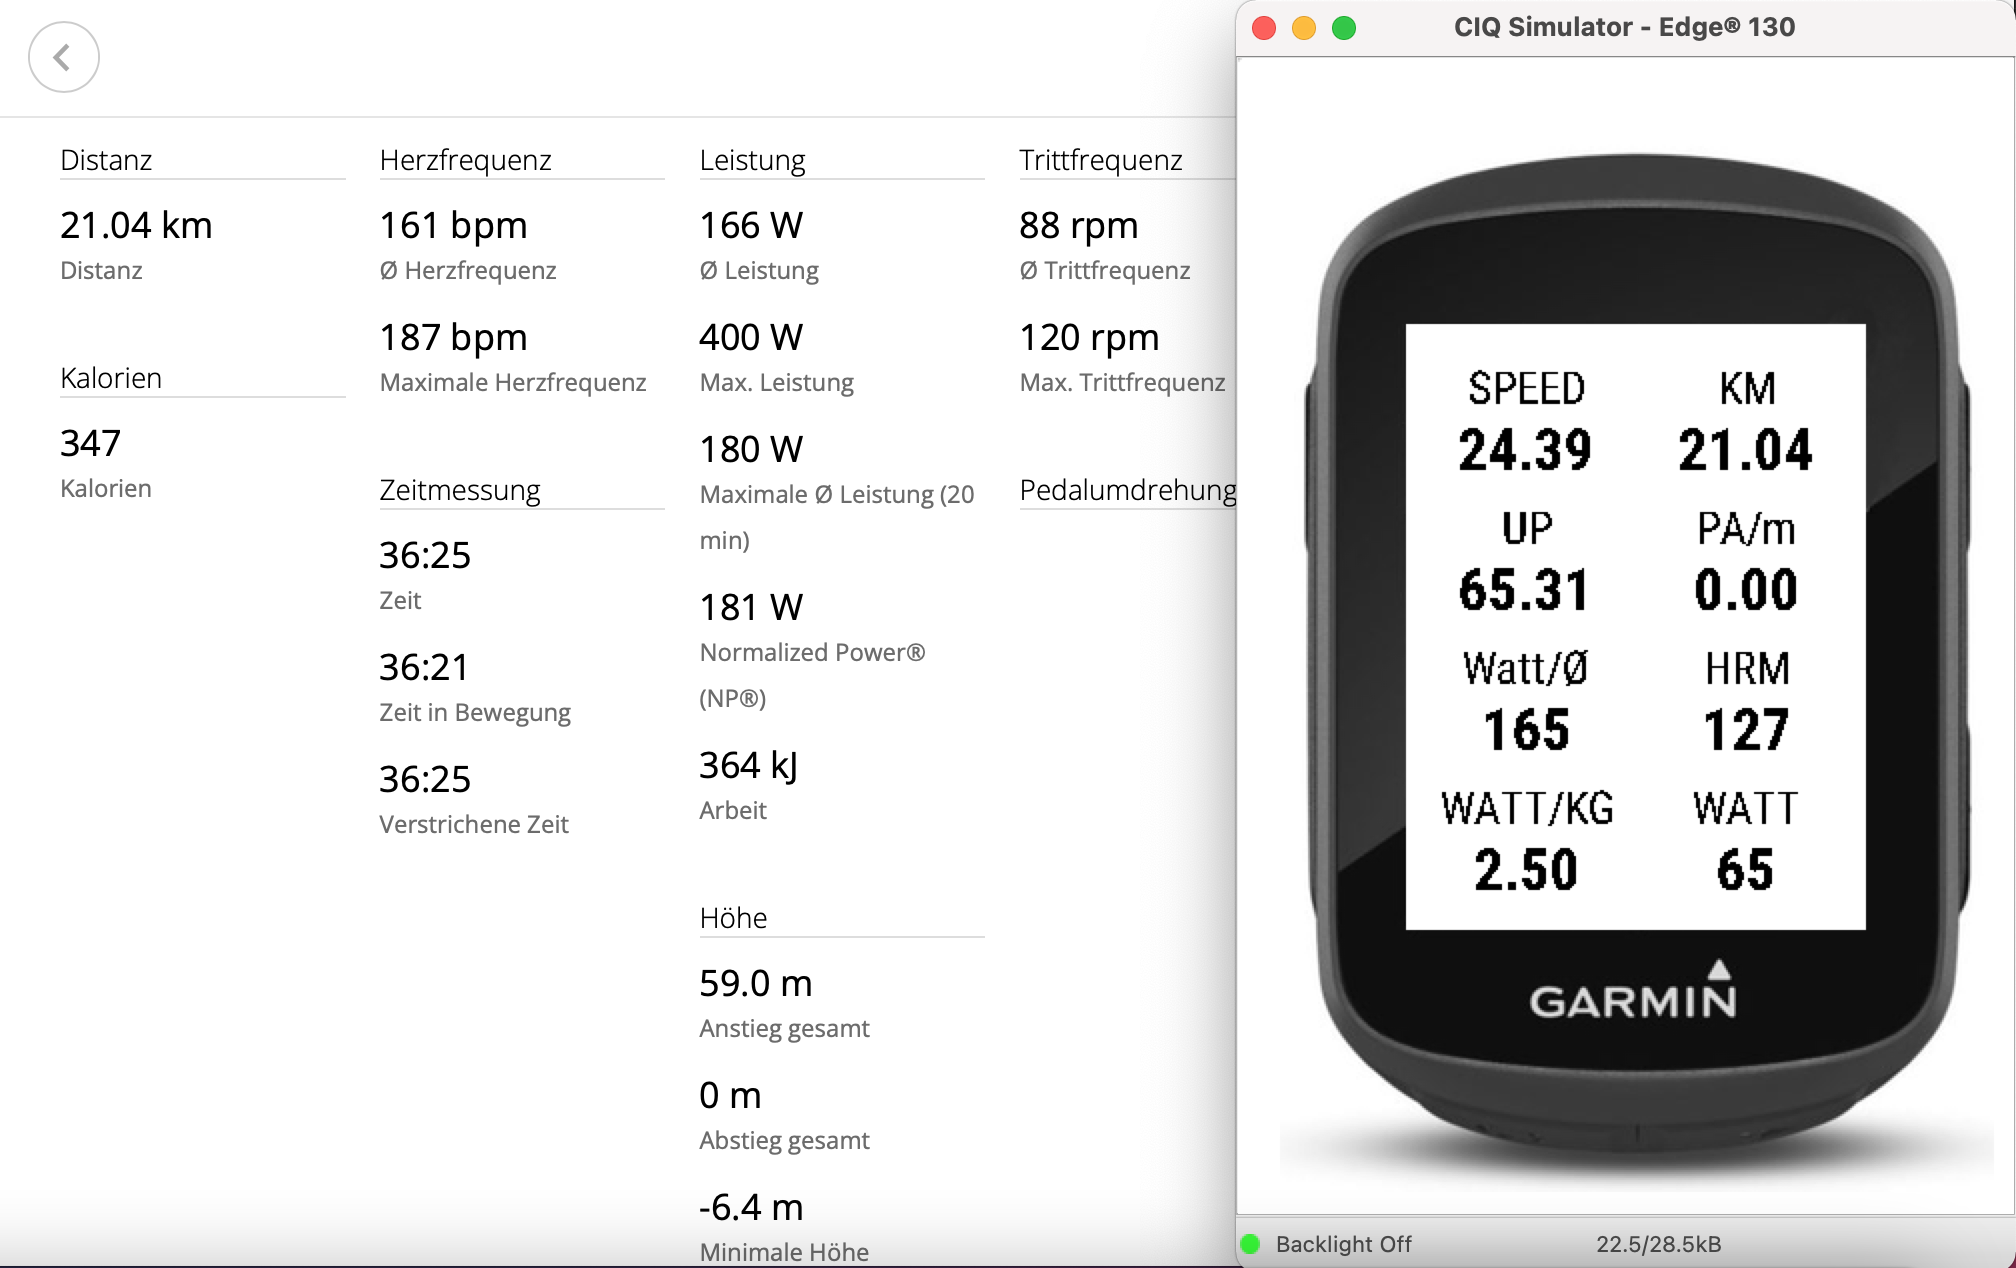 Distanz
21.04 km
Distanz
Kalorien
347
Kalorien
Herzfrequenz
161 bpm
Ø Herzfrequenz
187 bpm
Maximale Herzfrequenz
Zeitmessung
36:25
Zeit
36:21
Zeit in Bewegung
36:25
Verstrichene Zeit
Leistung
166 W
Ø Leistung
400 W
Max. Leistung
180 W
Maximale Ø Leistung (20
min)
181 W
Normalized Power®
(NP®)
364 kJ
Arbeit
Höhe
59.0 m
Anstieg gesamt
0 m
Abstieg gesamt
-6.4 m
Minimale Höhe
Trittfrequenz
88 rpm
Ø Trittfrequenz
120 rpm
Max. Trittfrequenz
Pedalumdrehung
CIQ Simulator - Edge® 130
SPEED KM
24.39 21.04
UP PA/m
65.31 0.00
Watt/Ø HRM
165 127
WATT/KG WATT
2.50 65
GARMIN
Backlight Off 22.5/28.5kB